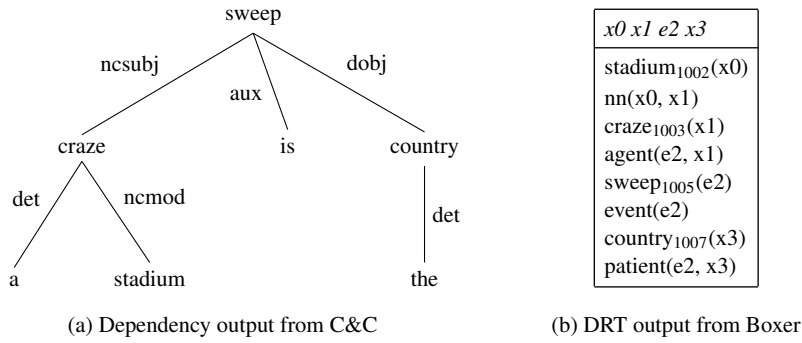 sweep
ncsubj
aux
dobj
craze
is
country
det
ncmod
det
a
stadium
the
(a) Dependency output from C&C
x0 x1 e2 x3
stadium1002(x0)
nn(x0, x1)
craze1003(x1)
agent(e2, x1)
sweep1005(e2)
event(e2)
country1007(x3)
patient(e2, x3)
(b) DRT output from Boxer